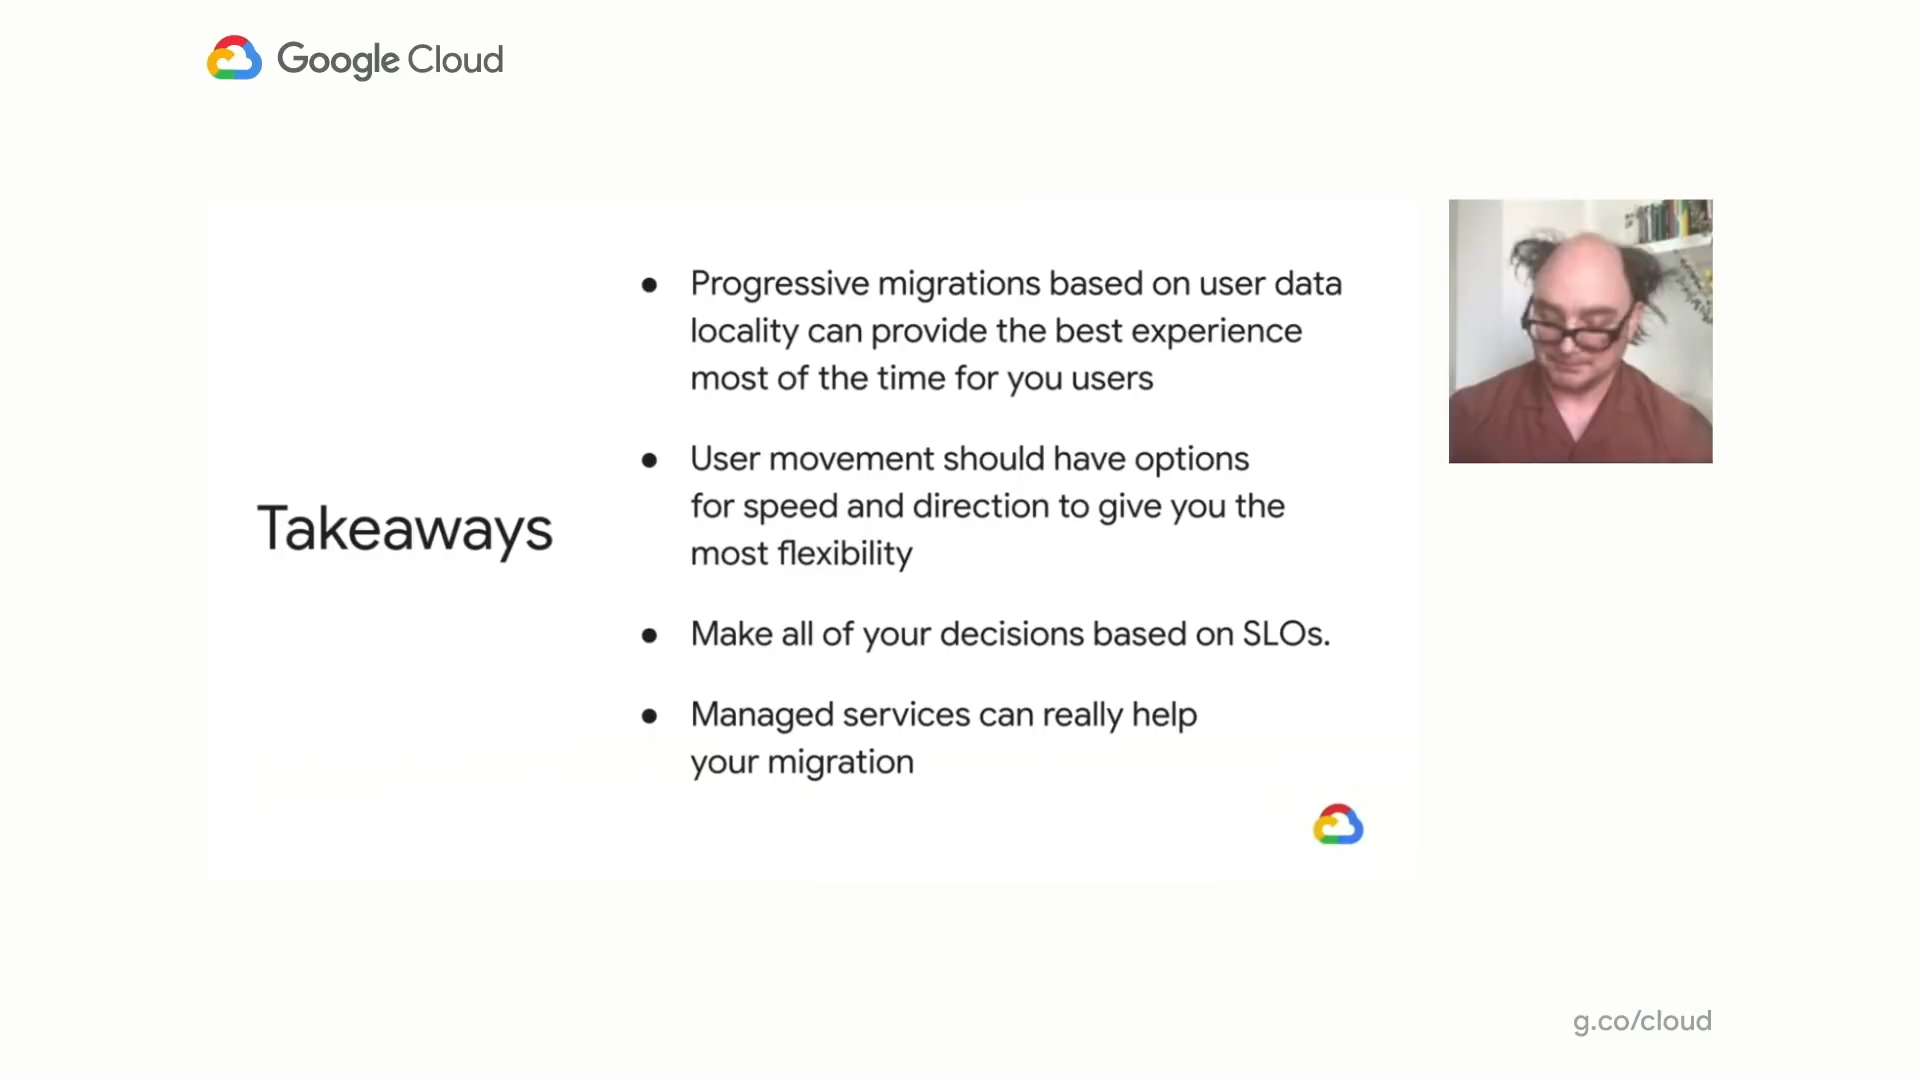 Google Cloud
Takeaways
● Progressive migrations based on user data
locality can provide the best experience
most of the time for you users
● User movement should have options
for speed and direction to give you the
most flexibility
● Make all of your decisions based on SLOs.
● Managed services can really help
your migration
g.co/cloud